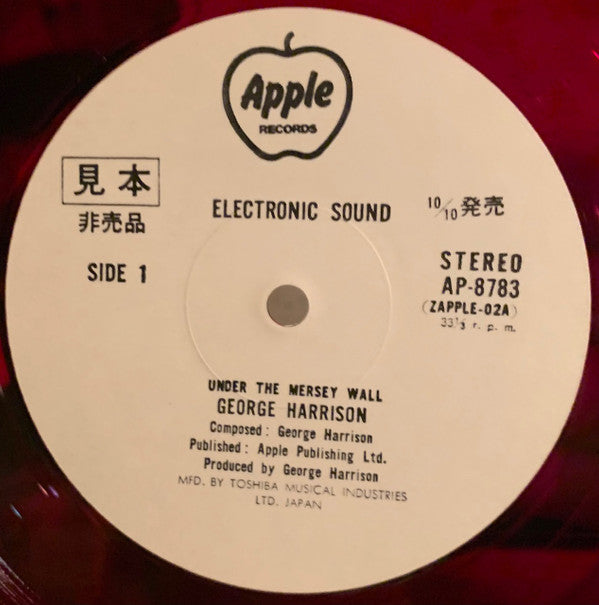 Apple
RECORDS
見本
非売品
ELECTRONIC SOUND
10/10 発売
SIDE 1
STEREO
AP-8783
(ZAPPLE-02A)
33⅓ r. p. m.
UNDER THE MERSEY WALL
GEORGE HARRISON
Composed: George Harrison
Published: Apple Publishing Ltd.
Produced by George Harrison
MFD. BY TOSHIBA MUSICAL INDUSTRIES
LTD. JAPAN